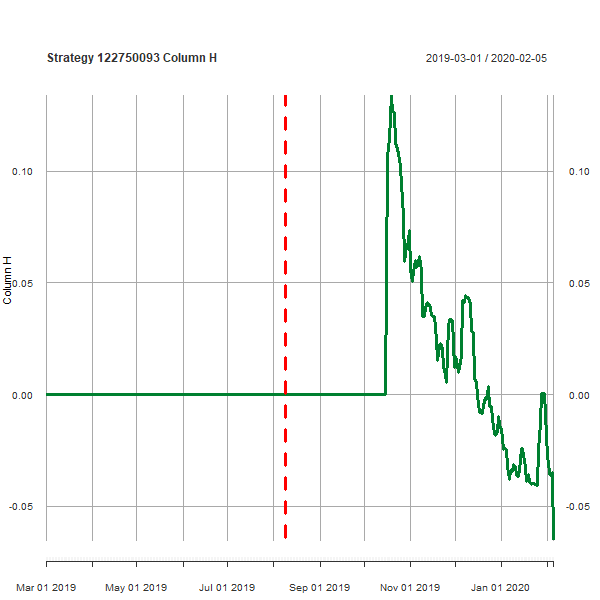 Strategy 122750093 Column H
2019-03-01 / 2020-02-05
Column H
0.10
0.05
0.00
-0.05
0.10
0.05
0.00
-0.05
Mar 01 2019
May 01 2019
Jul 01 2019
Sep 01 2019
Nov 01 2019
Jan 01 2020